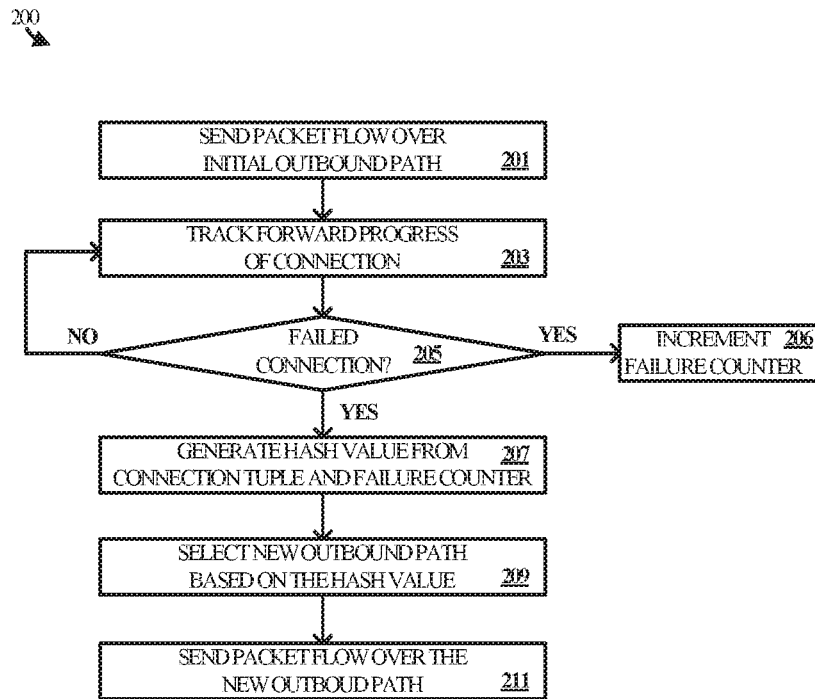 200
SEND PACKET FLOW OVER
INITIAL OUTBOUND PATH 201
TRACK FORWARD PROGRESS
OF CONNECTION 203
NO
FAILED
CONNECTION? 205
YES
INCREMENT 206
FAILURE COUNTER
YES
GENERATE HASH VALUE FROM 207
CONNECTION TUPLE AND FAILURE COUNTER
SELECT NEW OUTBOUND PATH
BASED ON THE HASH VALUE 209
SEND PACKET FLOW OVER THE
NEW OUTBOUD PATH 211